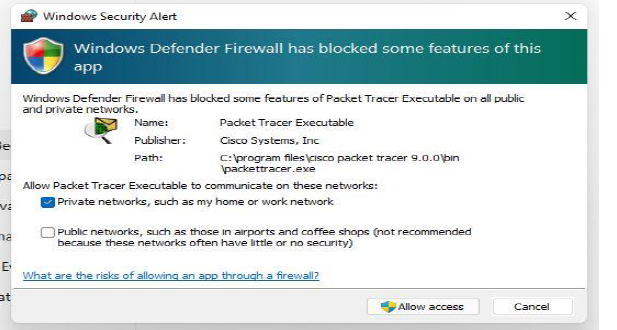 Windows Security Alert
Windows Defender Firewall has blocked some features of this
app
Windows Defender Firewall has blocked some features of Packet Tracer Executable on all public
and private networks.
Name: Packet Tracer Executable
Publisher: Cisco Systems, Inc
Path: C:\program files\cisco packet tracer 9.0.0\bin
\packettracer.exe
Allow Packet Tracer Executable to communicate on these networks:
Private networks, such as my home or work network
Public networks, such as those in airports and coffee shops (not recommended
because these networks often have little or no security)
What are the risks of allowing an app through a firewall?
Allow access Cancel